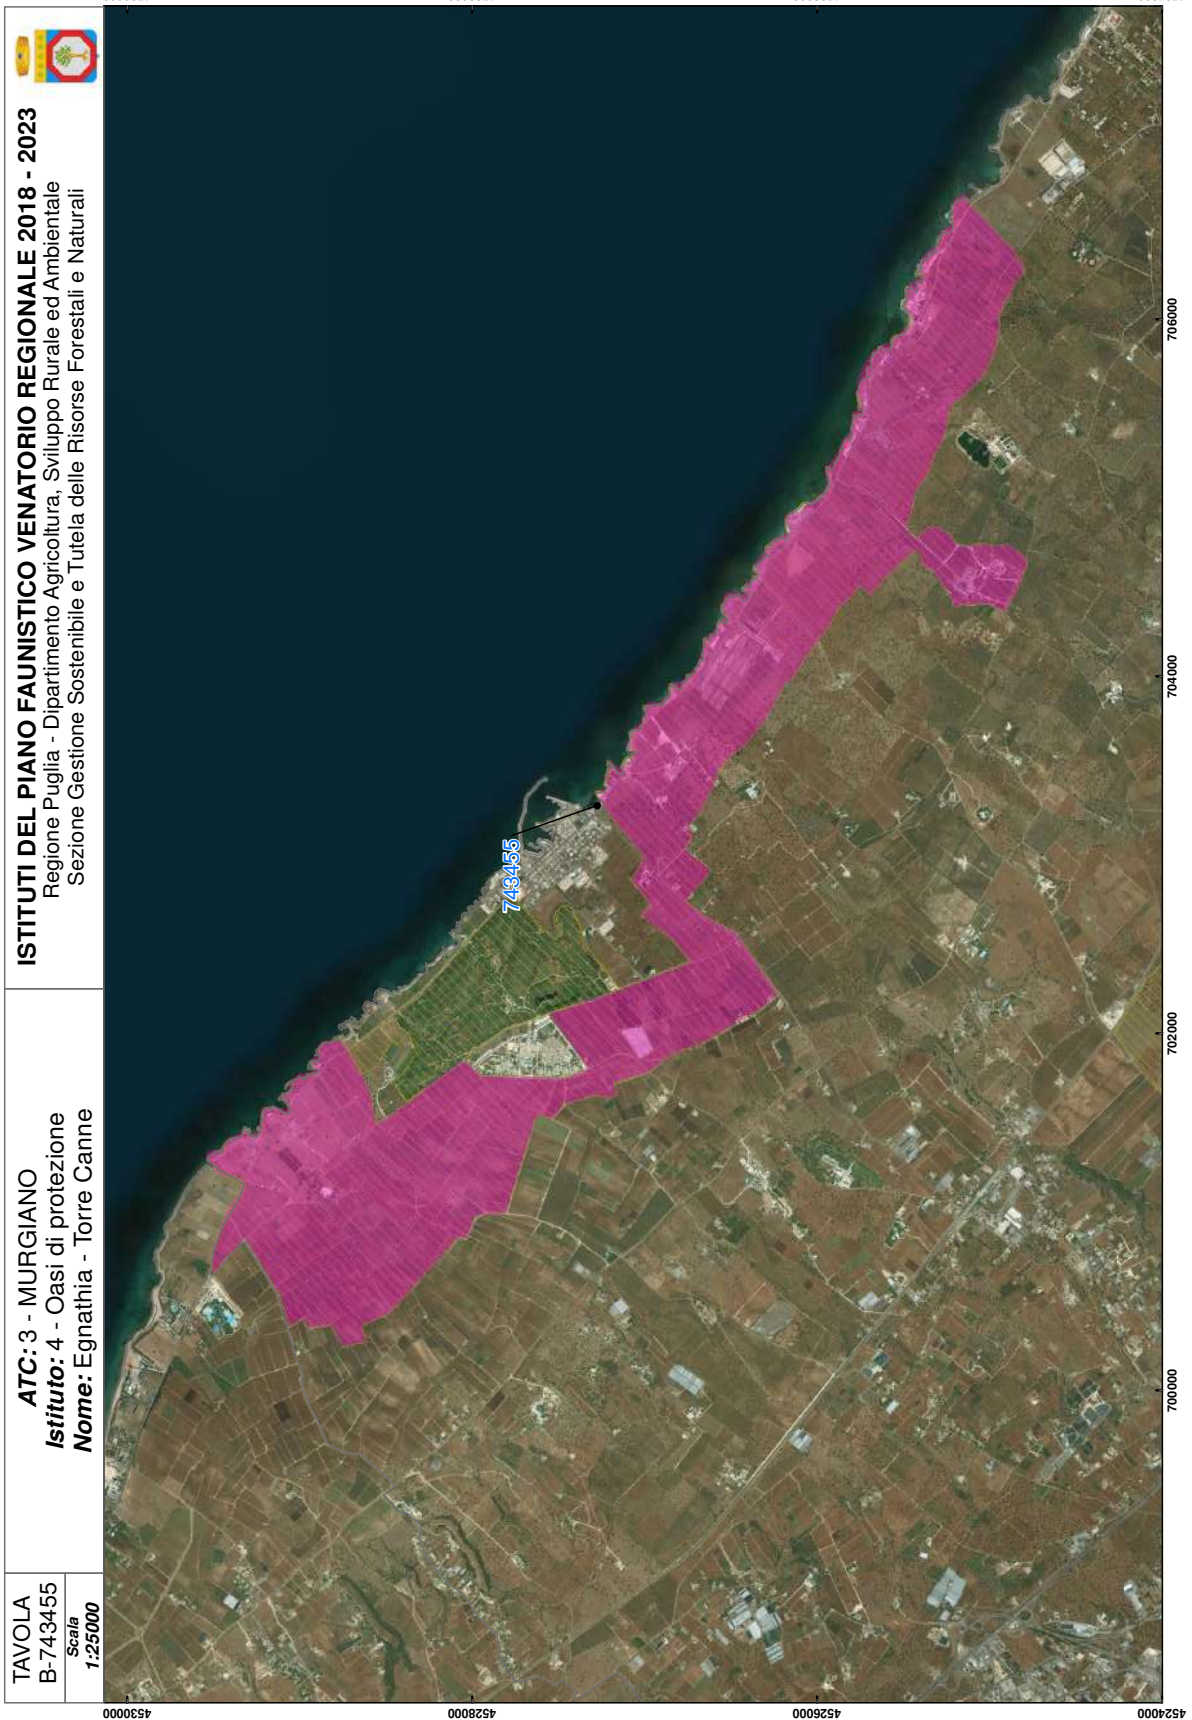 TAVOLA
B-743455
Scala
1:25000
ATC: 3 - MURGIANO
Istituto: 4 - Oasi di protezione
Nome: Egnathia - Torre Canne
ISTITUTI DEL PIANO FAUNISTICO VENATORIO REGIONALE 2018 - 2023
Regione Puglia - Dipartimento Agricoltura, Sviluppo Rurale ed Ambientale
Sezione Gestione Sostenibile e Tutela delle Risorse Forestali e Naturali
743455
4530000
4528000
4526000
4524000
700000
702000
704000
706000